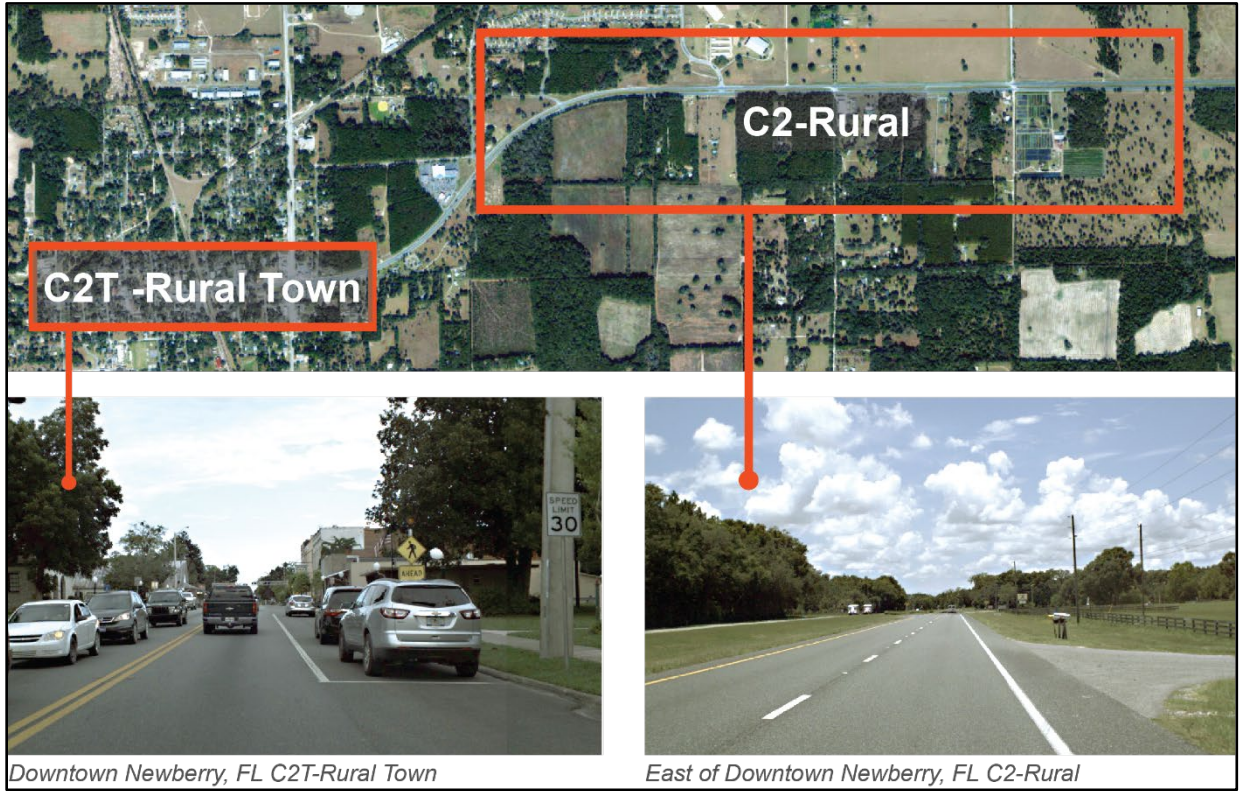 C2-Rural
C2T -Rural Town
SPEED
LIMIT
30
AHEAD
Downtown Newberry, FL C2T-Rural Town
East of Downtown Newberry, FL C2-Rural